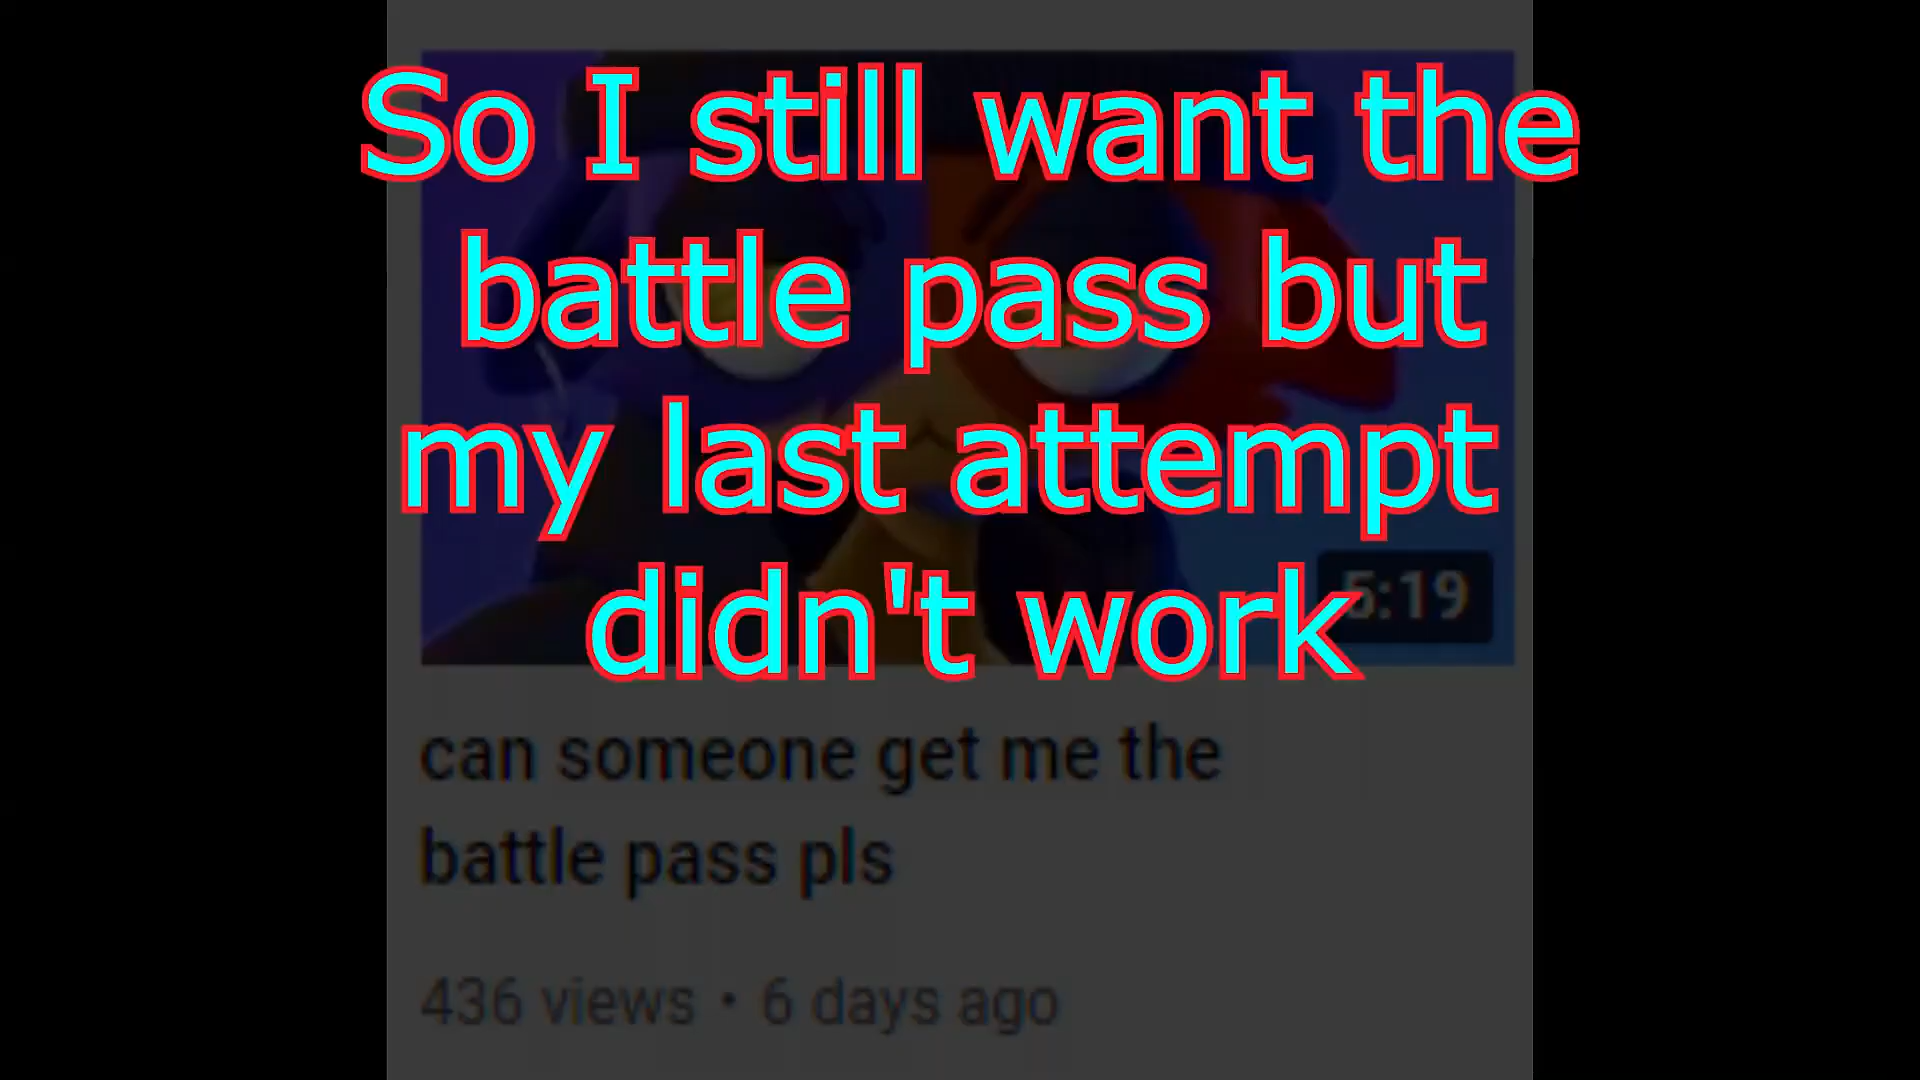 So I still want the
battle pass but
my last attempt
didn't work
5:19
can someone get me the
battle pass pls
436 views • 6 days ago